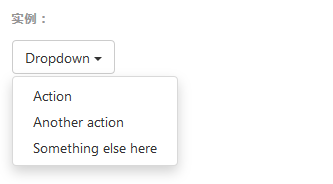 实例：
Dropdown
Action
Another action
Something else here